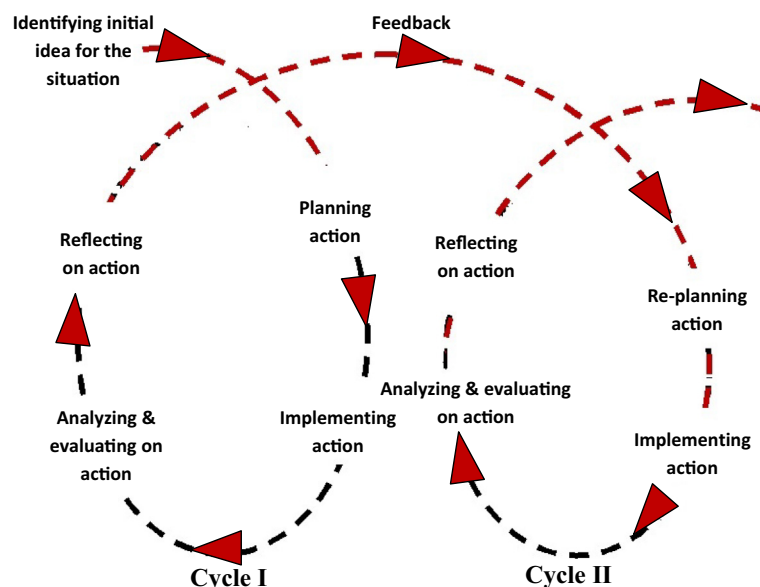 Identifying initial
idea for the
situation
Feedback
Planning
action
Reflecting
on action
Reflecting
on action
Re-planning
action
Analyzing &
evaluating on
action
Implementing
action
Analyzing & evaluating
on action
Implementing
action
Cycle I
Cycle II